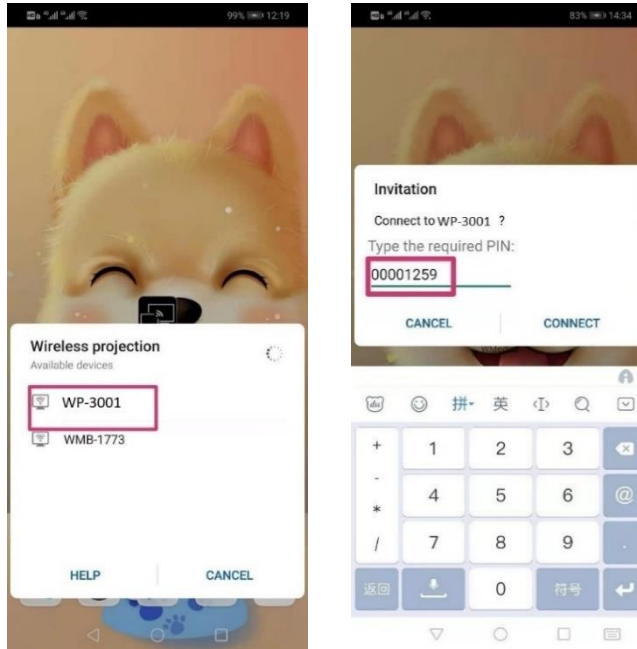 99% 12:19
Wireless projection
Available devices
WP-3001
WMB-1773
HELP CANCEL
83% 14:34
Invitation
Connect to WP-3001 ?
Type the required PIN:
00001259
CANCEL CONNECT
du 拼 英
+ 1 2 3
- 4 5 6 @
*
/ 7 8 9 .
返回 0 符号